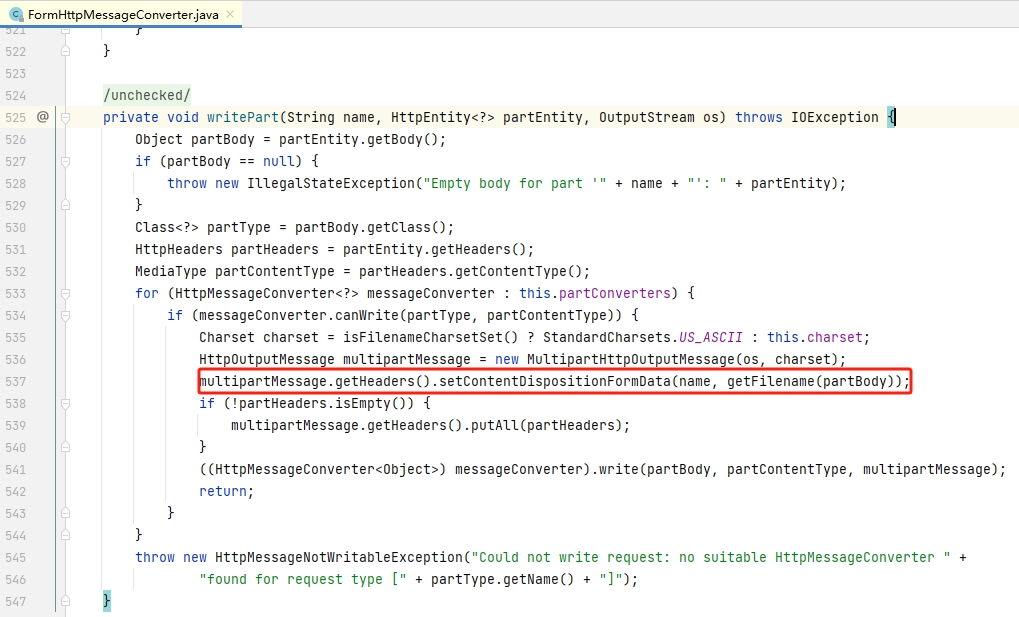 FormHttpMessageConverter.java
521 }
522 }
523
524 /unchecked/
525 @ private void writePart(String name, HttpEntity<?> partEntity, OutputStream os) throws IOException {
526 Object partBody = partEntity.getBody();
527 if (partBody == null) {
528 throw new IllegalStateException("Empty body for part '" + name + "': " + partEntity);
529 }
530 Class<?> partType = partBody.getClass();
531 HttpHeaders partHeaders = partEntity.getHeaders();
532 MediaType partContentType = partHeaders.getContentType();
533 for (HttpMessageConverter<?> messageConverter : this.partConverters) {
534 if (messageConverter.canWrite(partType, partContentType)) {
535 Charset charset = isFilenameCharsetSet() ? StandardCharsets.US_ASCII : this.charset;
536 HttpOutputMessage multipartMessage = new MultipartHttpOutputMessage(os, charset);
537 multipartMessage.getHeaders().setContentDispositionFormData(name, getFilename(partBody));
538 if (!partHeaders.isEmpty()) {
539 multipartMessage.getHeaders().putAll(partHeaders);
540 }
541 ((HttpMessageConverter<Object>) messageConverter).write(partBody, partContentType, multipartMessage);
542 return;
543 }
544 }
545 throw new HttpMessageNotWritableException("Could not write request: no suitable HttpMessageConverter " +
546 "found for request type [" + partType.getName() + "]");
547 }